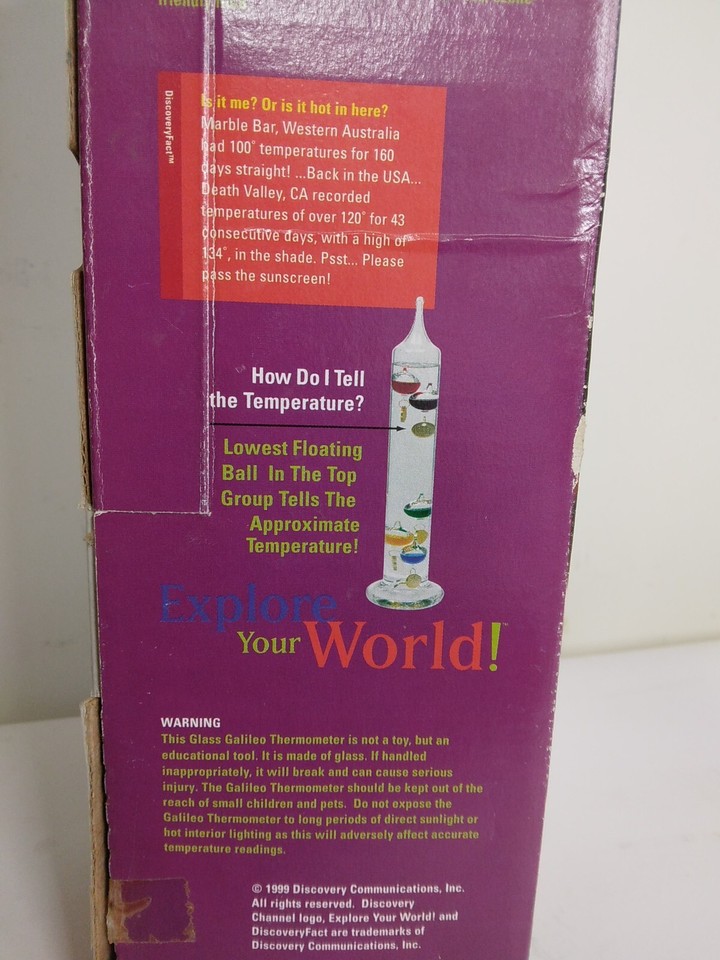 DiscoveryFact™
Is it me? Or is it hot in here?
Marble Bar, Western Australia
had 100° temperatures for 160
days straight! ...Back in the USA...
Death Valley, CA recorded
temperatures of over 120° for 43
consecutive days, with a high of
134°, in the shade. Psst... Please
pass the sunscreen!
How Do I Tell
the Temperature?
Lowest Floating
Ball In The Top
Group Tells The
Approximate
Temperature!
Explore
Your World!™
WARNING
This Glass Galileo Thermometer is not a toy, but an
educational tool. It is made of glass. If handled
inappropriately, it will break and can cause serious
injury. The Galileo Thermometer should be kept out of the
reach of small children and pets. Do not expose the
Galileo Thermometer to long periods of direct sunlight or
hot interior lighting as this will adversely affect accurate
temperature readings.
© 1999 Discovery Communications, Inc.
All rights reserved. Discovery
Channel logo, Explore Your World! and
DiscoveryFact are trademarks of
Discovery Communications, Inc.